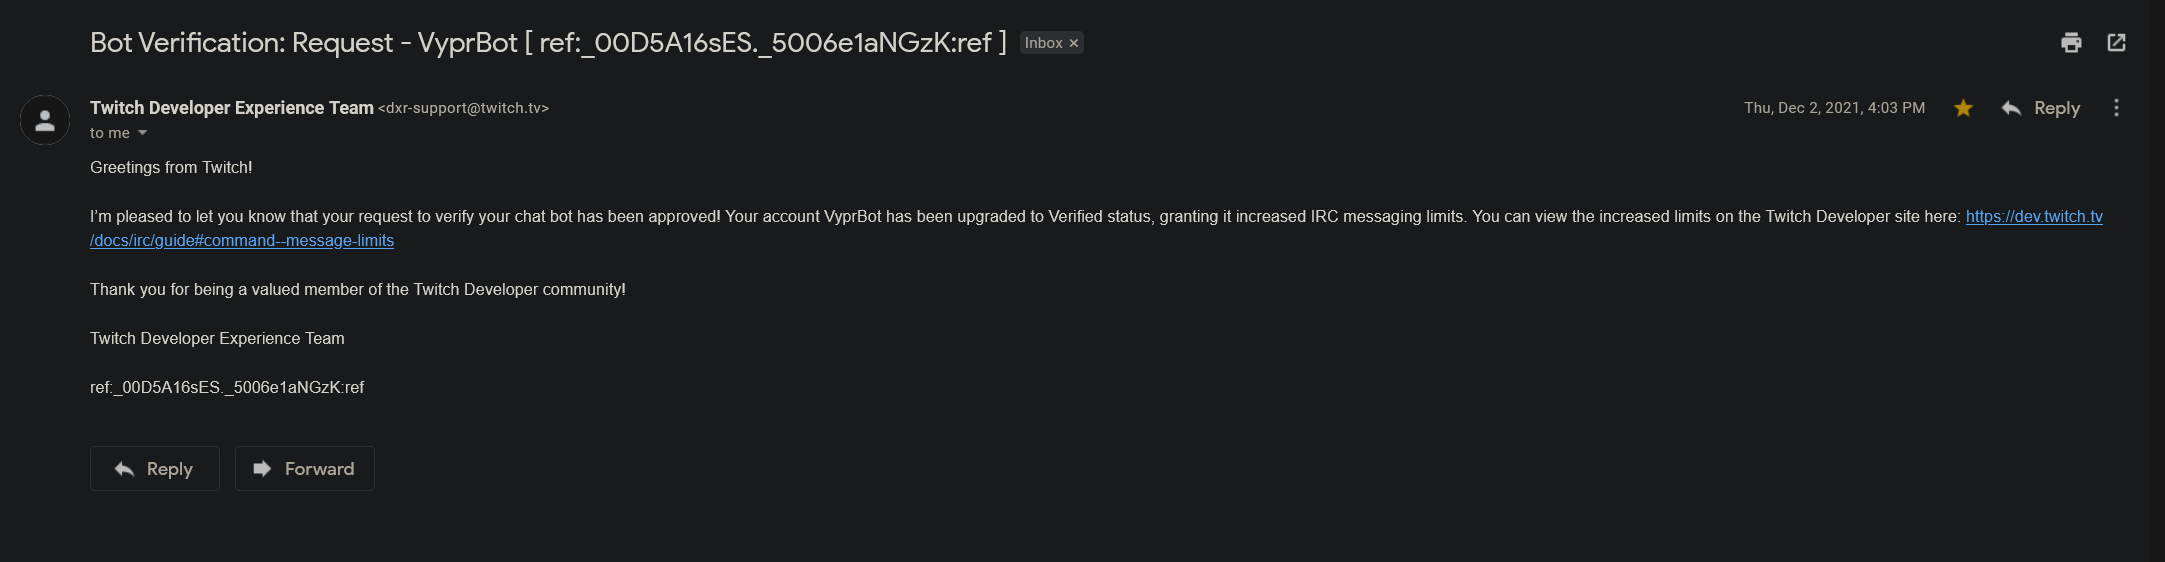 Bot Verification: Request - VyprBot [ ref:_00D5A16sES._5006e1aNGzK:ref ] Inbox ×
Twitch Developer Experience Team <dxr-support@twitch.tv> Thu, Dec 2, 2021, 4:03 PM Reply
to me
Greetings from Twitch!
I’m pleased to let you know that your request to verify your chat bot has been approved! Your account VyprBot has been upgraded to Verified status, granting it increased IRC messaging limits. You can view the increased limits on the Twitch Developer site here: https://dev.twitch.tv
/docs/irc/guide#command--message-limits
Thank you for being a valued member of the Twitch Developer community!
Twitch Developer Experience Team
ref:_00D5A16sES._5006e1aNGzK:ref
Reply Forward